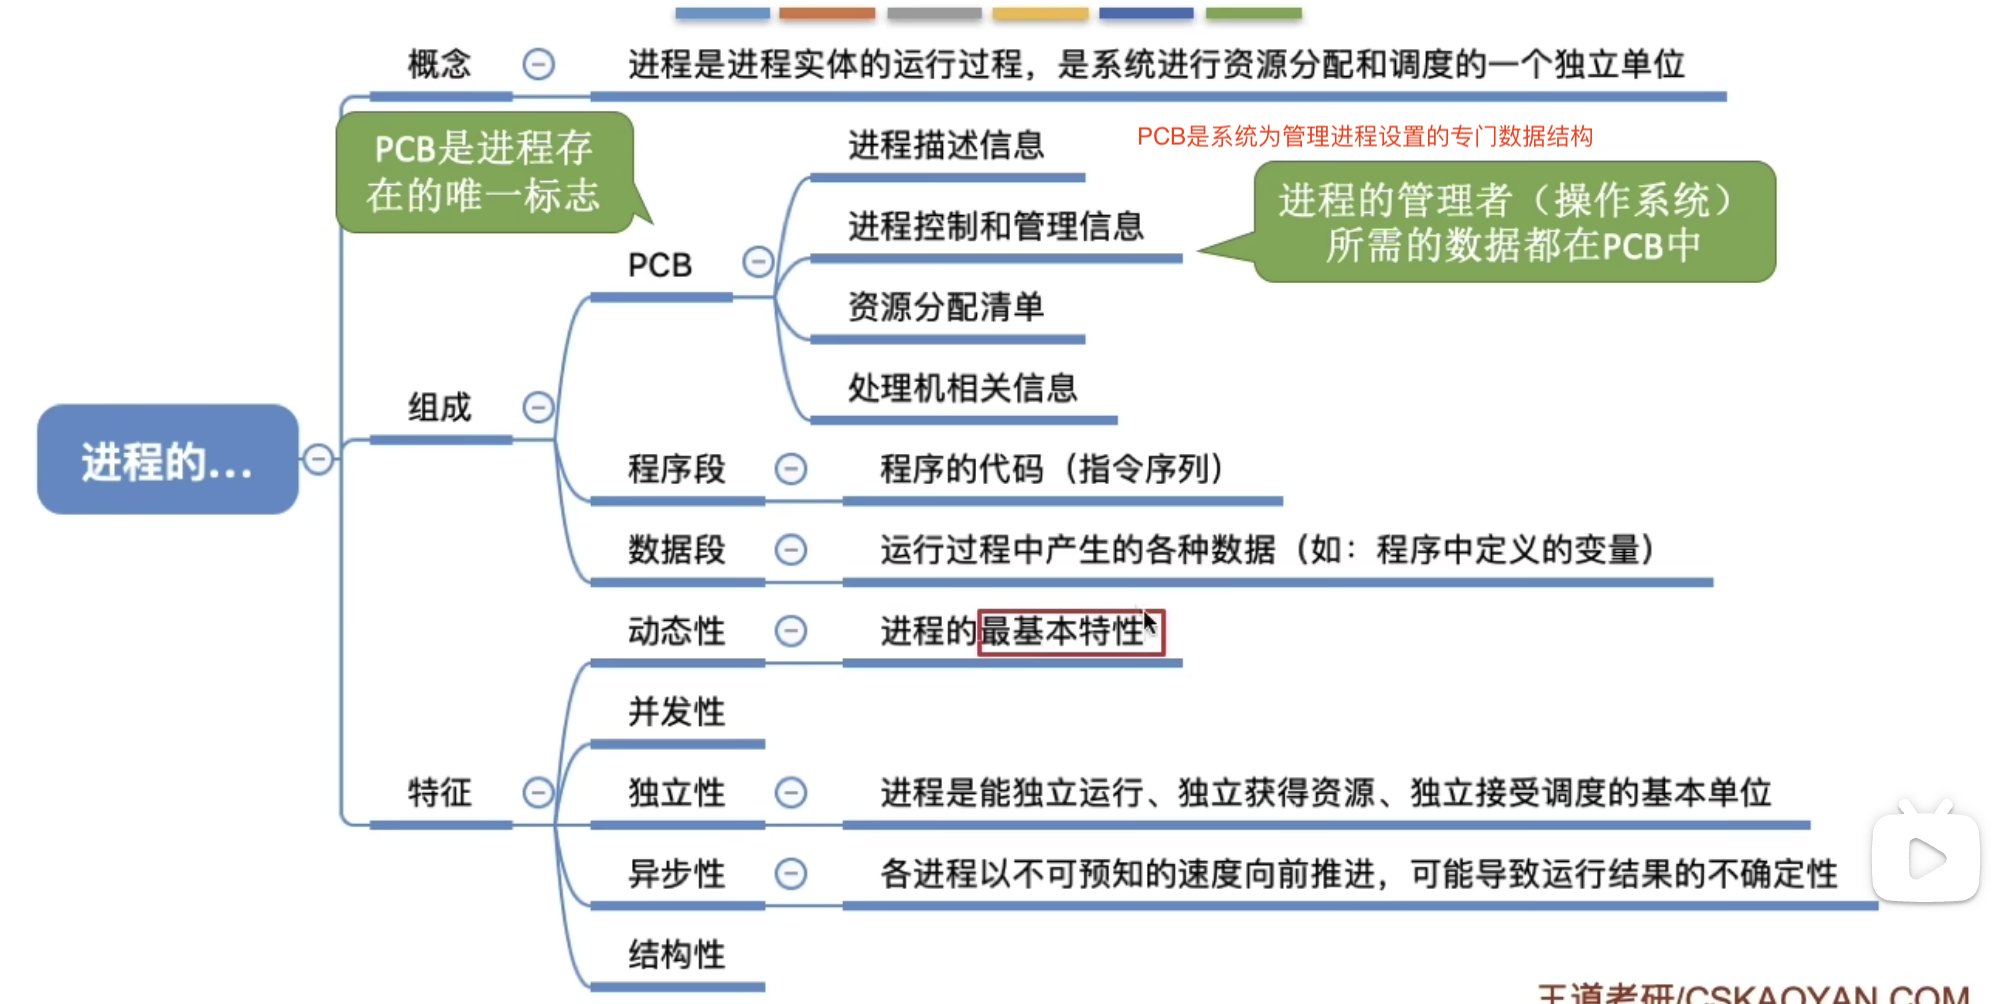 概念
进程是进程实体的运行过程，是系统进行资源分配和调度的一个独立单位
PCB是进程存
在的唯一标志
进程描述信息
PCB是系统为管理进程设置的专门数据结构
进程控制和管理信息
进程的管理者（操作系统）
所需的数据都在PCB中
PCB
资源分配清单
处理机相关信息
组成
进程的...
程序段
程序的代码（指令序列）
数据段
运行过程中产生的各种数据（如：程序中定义的变量）
动态性
进程的最基本特性
并发性
特征
独立性
进程是能独立运行、独立获得资源、独立接受调度的基本单位
异步性
各进程以不可预知的速度向前推进，可能导致运行结果的不确定性
结构性
王道考研/CSKAOYAN.COM